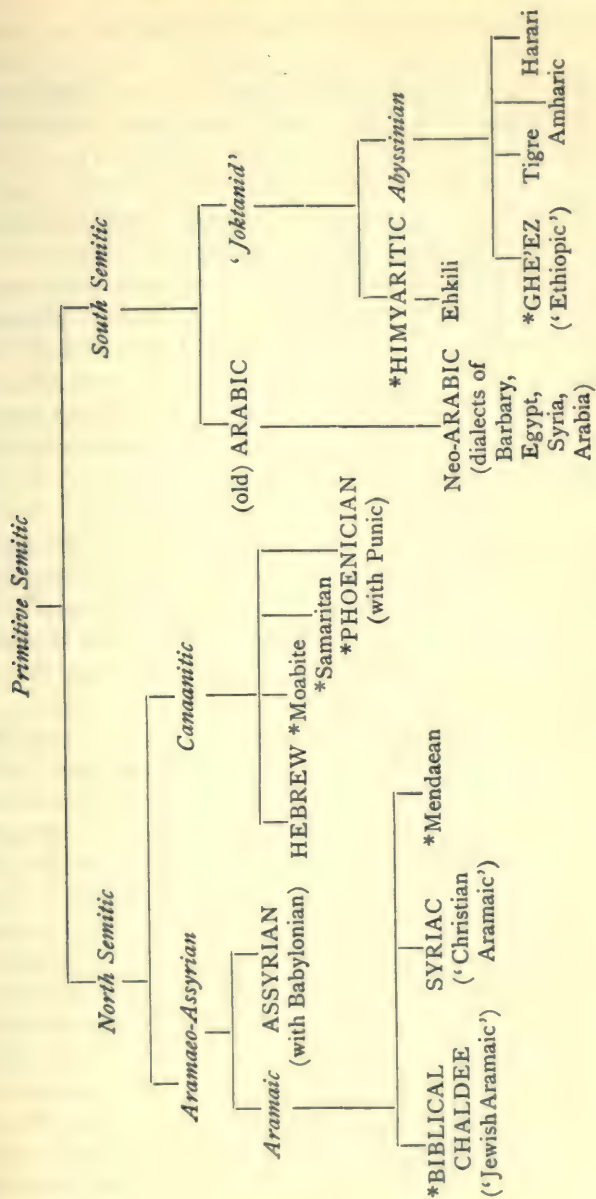 Primitive Semitic
North Semitic
South Semitic
Aramaeo-Assyrian
Canaanitic
(old) ARABIC
‘Joktanid’
Aramaic
ASSYRIAN
(with Babylonian)
HEBREW
*Moabite
*Samaritan
*PHOENICIAN
(with Punic)
*HIMYARITIC
Abyssinian
Ehkili
*BIBLICAL
CHALDEE
(‘Jewish Aramaic’)
SYRIAC
(‘Christian
Aramaic’)
*Mendaean
Neo-ARABIC
(dialects of
Barbary,
Egypt,
Syria,
Arabia)
*GHE’EZ
(‘Ethiopic’)
Tigre
Amharic
Harari